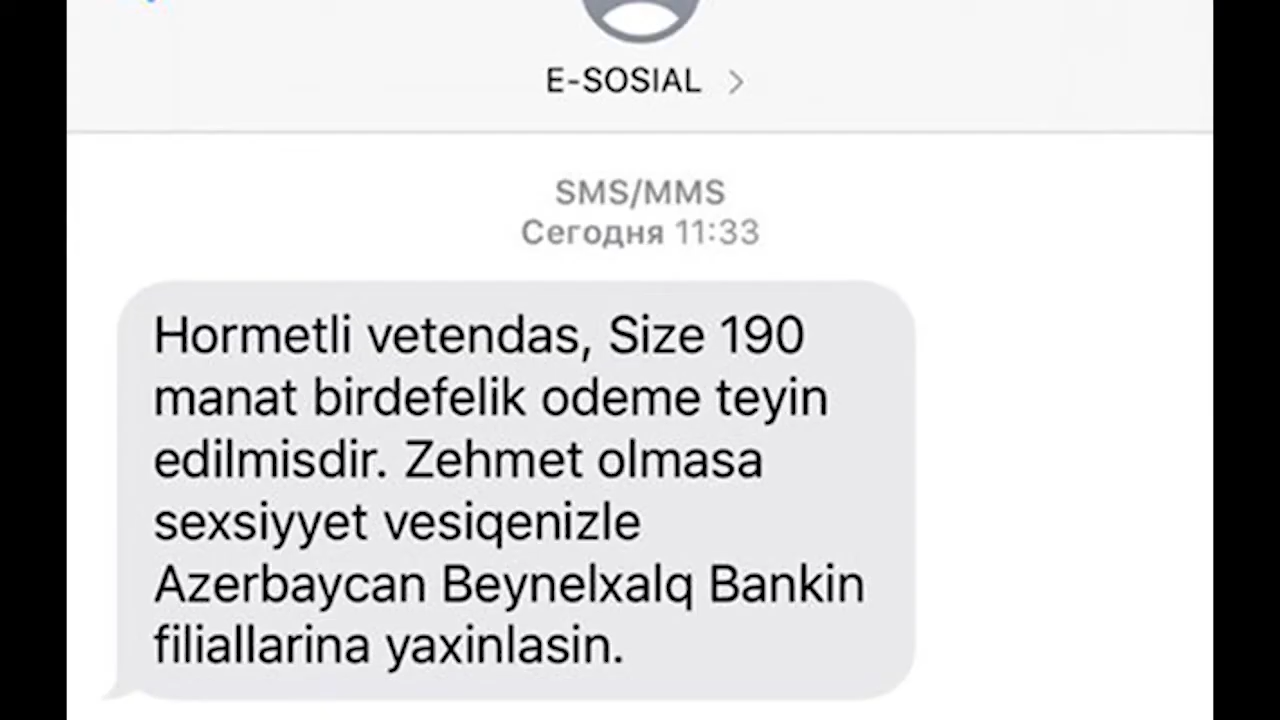 E-SOSIAL
SMS/MMS
Сегодня 11:33
Hormetli vetendas, Size 190
manat birdefelik odeme teyin
edilmisdir. Zehmet olmasa
sexsiyyet vesiqenizle
Azerbaycan Beynelxalq Bankin
filiallarina yaxinlasin.